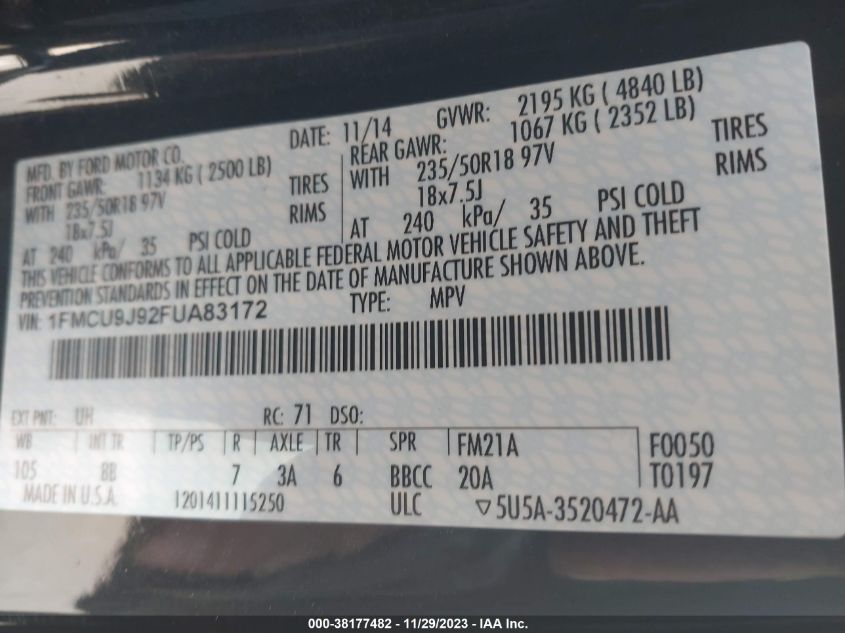 MFD. BY FORD MOTOR CO.
DATE: 11/14 GVWR: 2195 KG ( 4840 LB)
FRONT GAWR: 1134 KG ( 2500 LB)
REAR GAWR: 1067 KG ( 2352 LB)
WITH 235/50R18 97V TIRES
WITH 235/50R18 97V TIRES
18x7.5J RIMS
18x7.5J RIMS
AT 240 kPa/ 35 PSI COLD
AT 240 kPa/ 35 PSI COLD
THIS VEHICLE CONFORMS TO ALL APPLICABLE FEDERAL MOTOR VEHICLE SAFETY AND THEFT
PREVENTION STANDARDS IN EFFECT ON THE DATE OF MANUFACTURE SHOWN ABOVE.
VIN: 1FMCU9J92FUA83172 TYPE: MPV
EXT PNT: UH RC: 71 DSO:
WB INT TR TP/PS R AXLE TR SPR FM21A F0050
105 8B 7 3A 6 BBCC 20A T0197
MADE IN U.S.A. 1201411115250 ULC ▽5U5A-3520472-AA
000-38177482 - 11/29/2023 - IAA Inc.